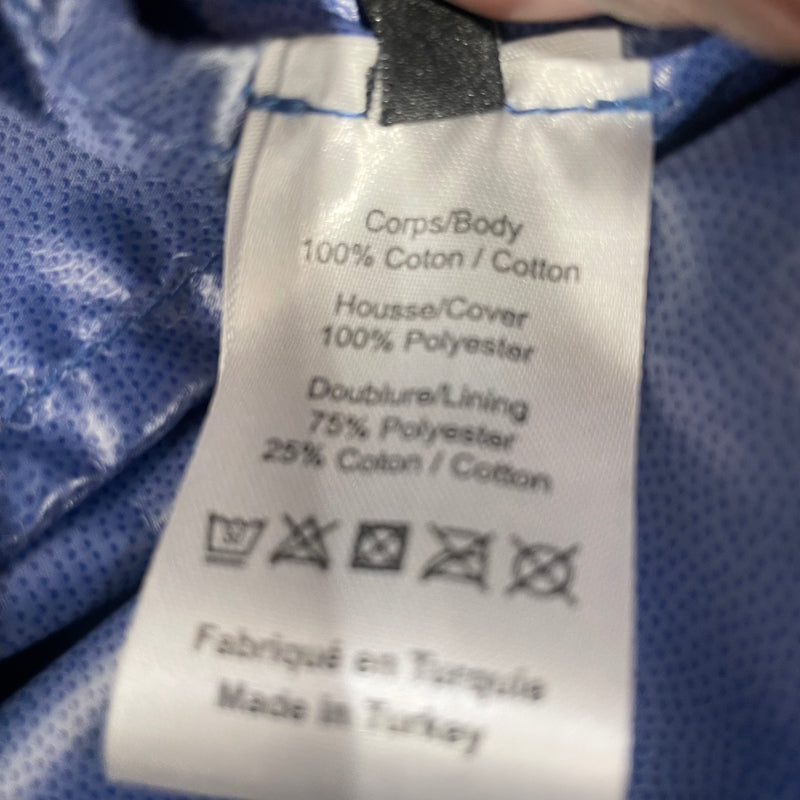 Corps/Body
100% Coton / Cotton
Housse/Cover
100% Polyester
Doublure/Lining
75% Polyester
25% Coton / Cotton
30
Fabriqué en Turquie
Made in Turkey